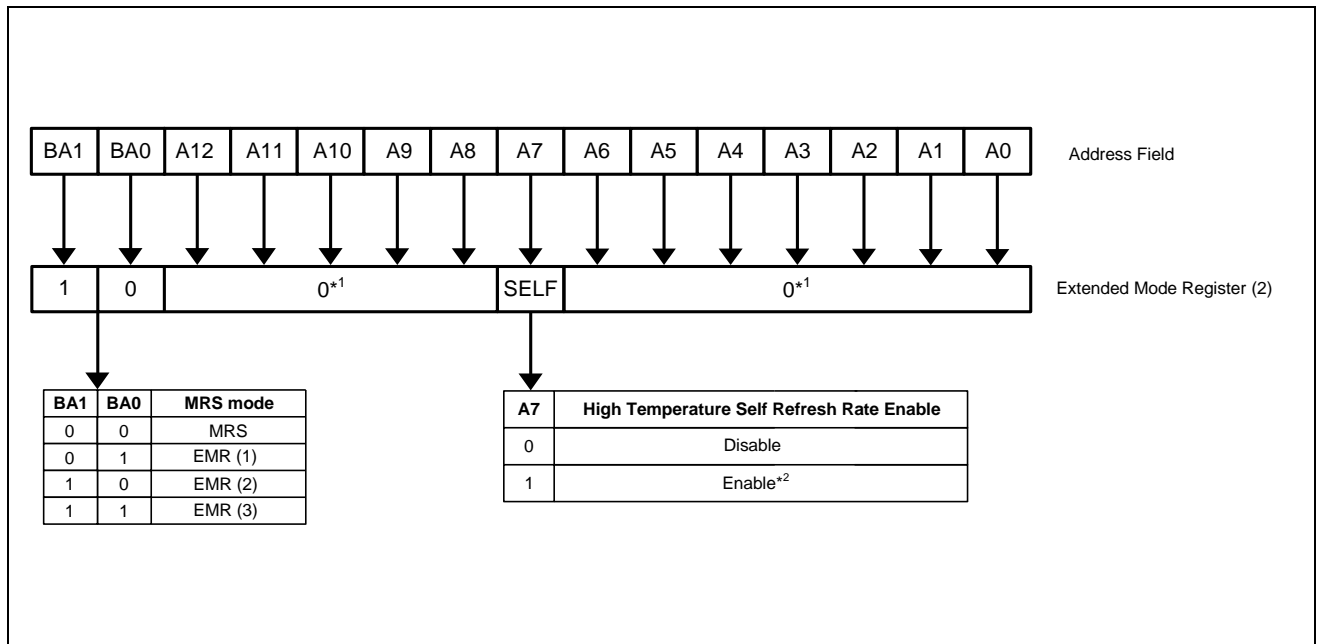 BA1 BA0 A12 A11 A10 A9 A8 A7 A6 A5 A4 A3 A2 A1 A0 Address Field
1 0 0*1 SELF 0*1 Extended Mode Register (2)
BA1 BA0 MRS mode
0 0 MRS
0 1 EMR (1)
1 0 EMR (2)
1 1 EMR (3)
A7 High Temperature Self Refresh Rate Enable
0 Disable
1 Enable*2